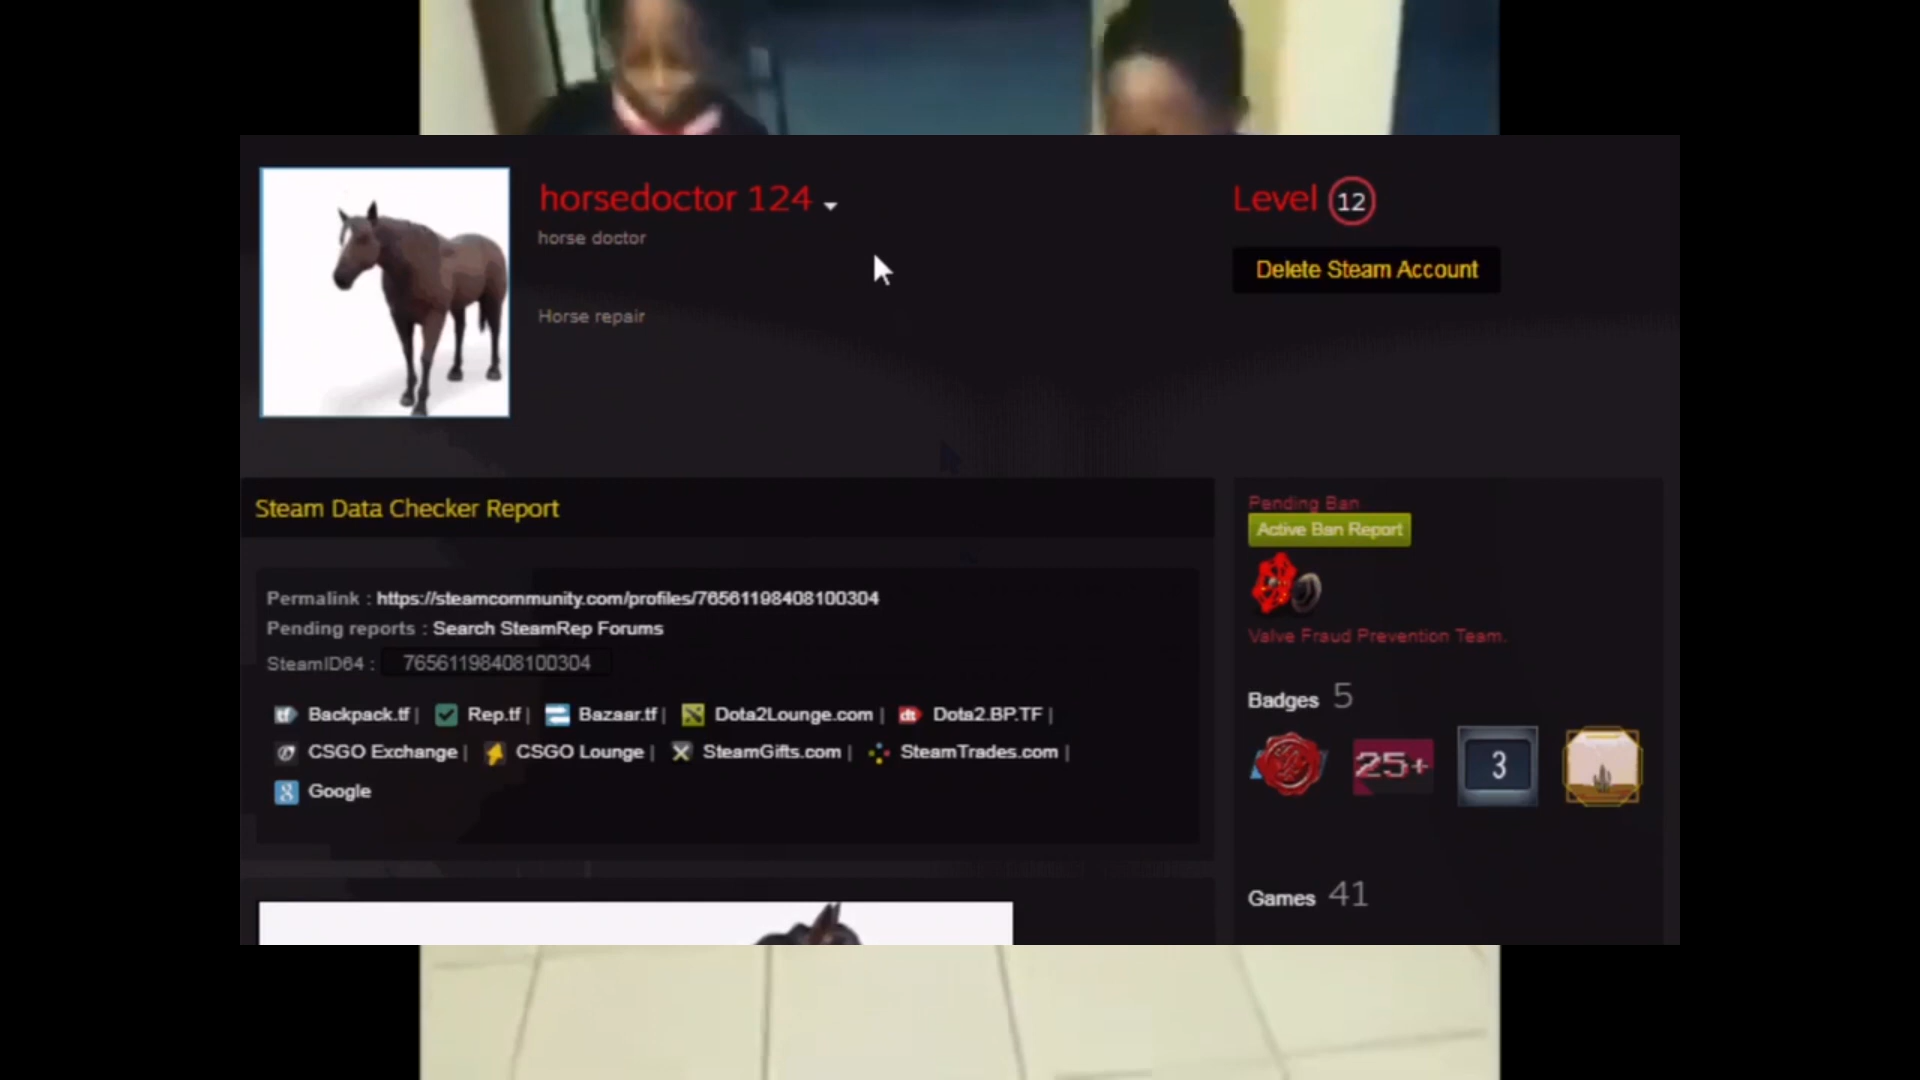 horsedoctor 124
horse doctor
Horse repair
Level 12
Delete Steam Account
Steam Data Checker Report
Permalink : https://steamcommunity.com/profiles/76561198408100304
Pending reports : Search SteamRep Forums
SteamID64 : 76561198408100304
tf Backpack.tf | Rep.tf | Bazaar.tf | Dota2Lounge.com | dt Dota2.BP.TF |
CSGO Exchange | CSGO Lounge | SteamGifts.com | SteamTrades.com |
8 Google
Pending Ban
Active Ban Report
Valve Fraud Prevention Team.
Badges 5
25+ 3
Games 41